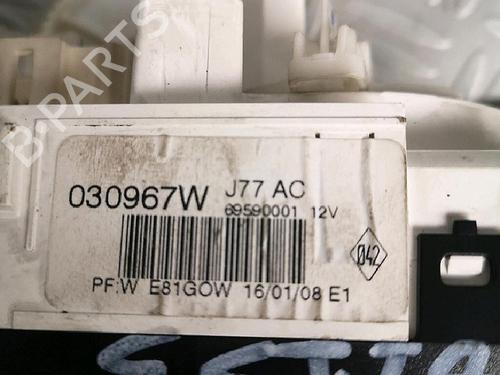 B-PARTS
030967W J77 AC
69590001 12V
042
PF:W E81GOW 16/01/08 E1